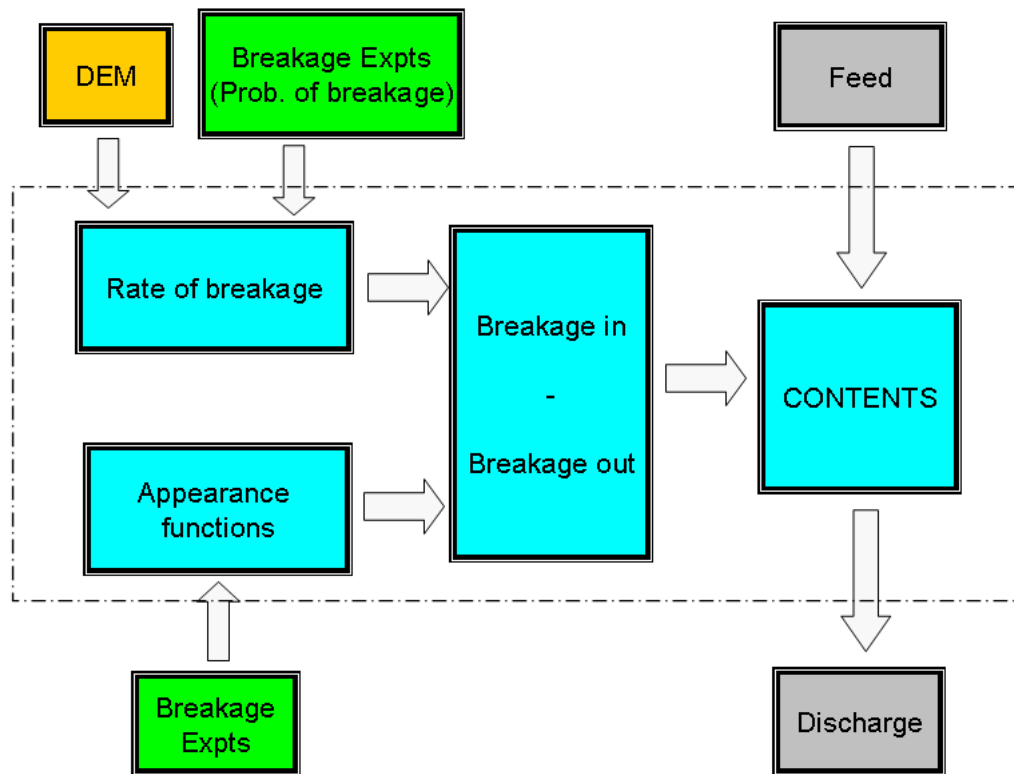 DEM
Breakage Expts
(Prob. of breakage)
Feed
Rate of breakage
Breakage in
-
Breakage out
CONTENTS
Appearance
functions
Breakage
Expts
Discharge